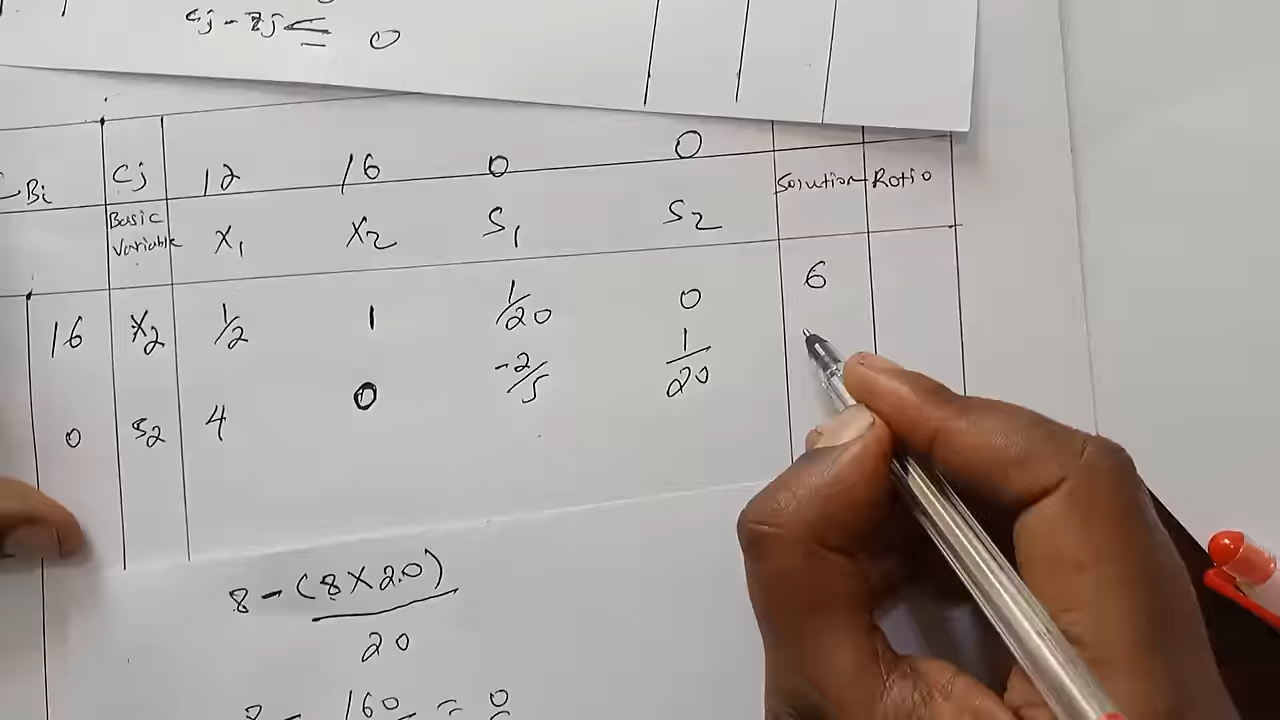 cj - zj ≤ 0
CBi Cj 12 16 0 0 Solution Ratio
Basic Variable X1 X2 S1 S2
16 X2 1/2 1 1/20 0 6
0 S2 4 0 -2/5 1/20
8 - (8X20)
20
8 - 160 = 0